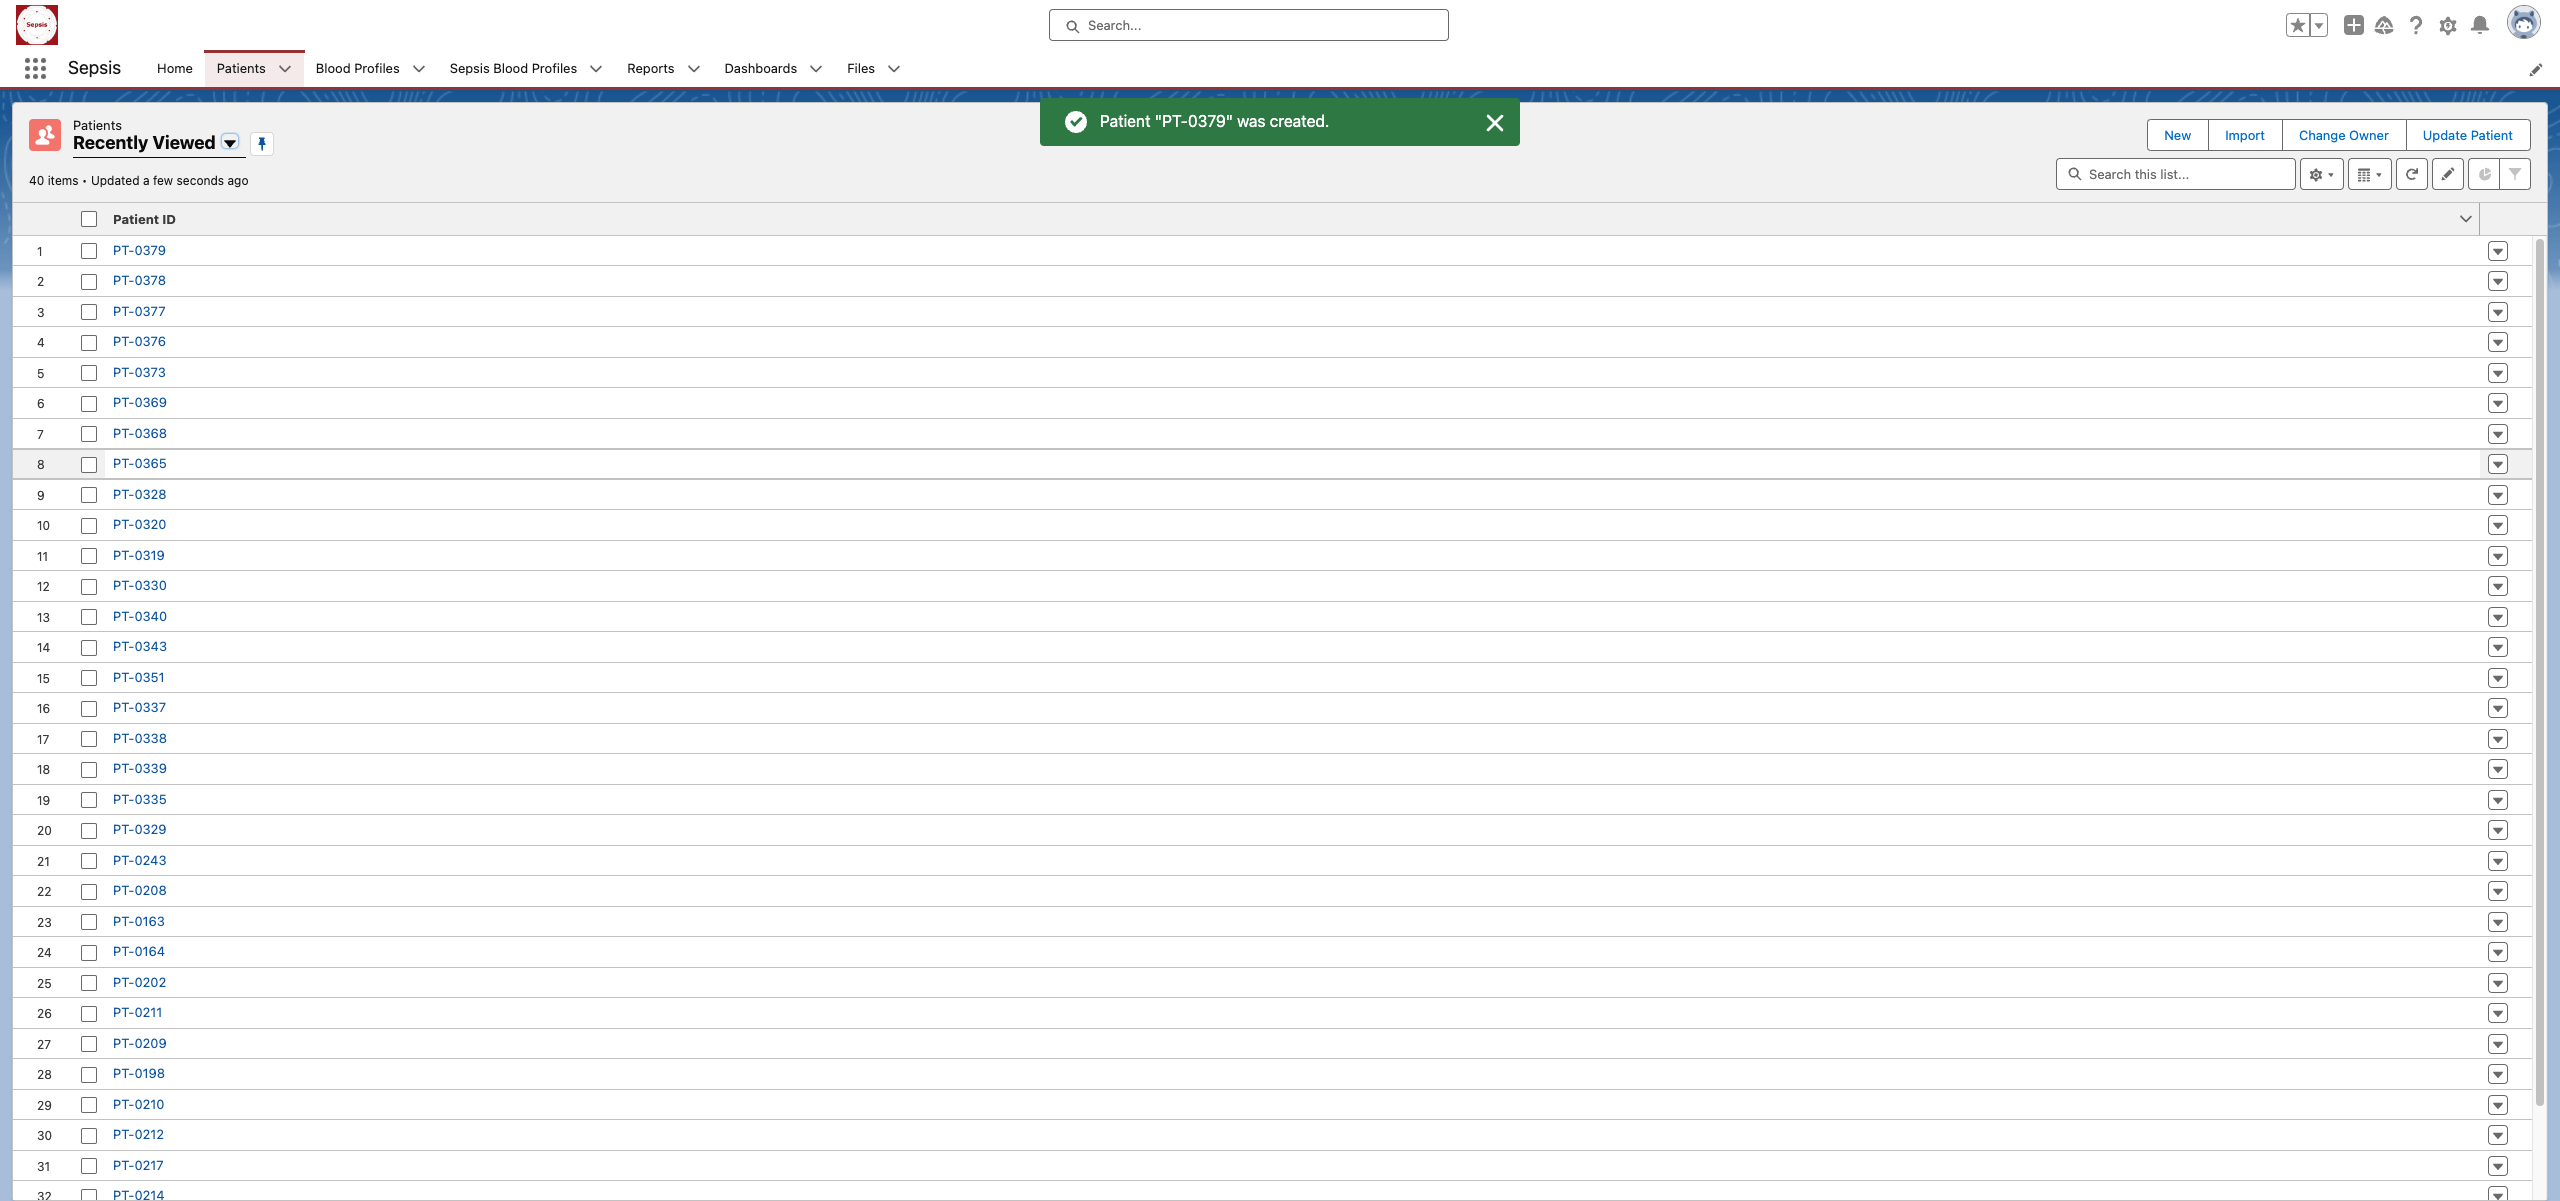 Sepsis
Search...
Sepsis
Home
Patients
Blood Profiles
Sepsis Blood Profiles
Reports
Dashboards
Files
Patient "PT-0379" was created.
Patients
Recently Viewed
New
Import
Change Owner
Update Patient
40 items • Updated a few seconds ago
Search this list...
Patient ID
1 PT-0379
2 PT-0378
3 PT-0377
4 PT-0376
5 PT-0373
6 PT-0369
7 PT-0368
8 PT-0365
9 PT-0328
10 PT-0320
11 PT-0319
12 PT-0330
13 PT-0340
14 PT-0343
15 PT-0351
16 PT-0337
17 PT-0338
18 PT-0339
19 PT-0335
20 PT-0329
21 PT-0243
22 PT-0208
23 PT-0163
24 PT-0164
25 PT-0202
26 PT-0211
27 PT-0209
28 PT-0198
29 PT-0210
30 PT-0212
31 PT-0217
32 PT-0214